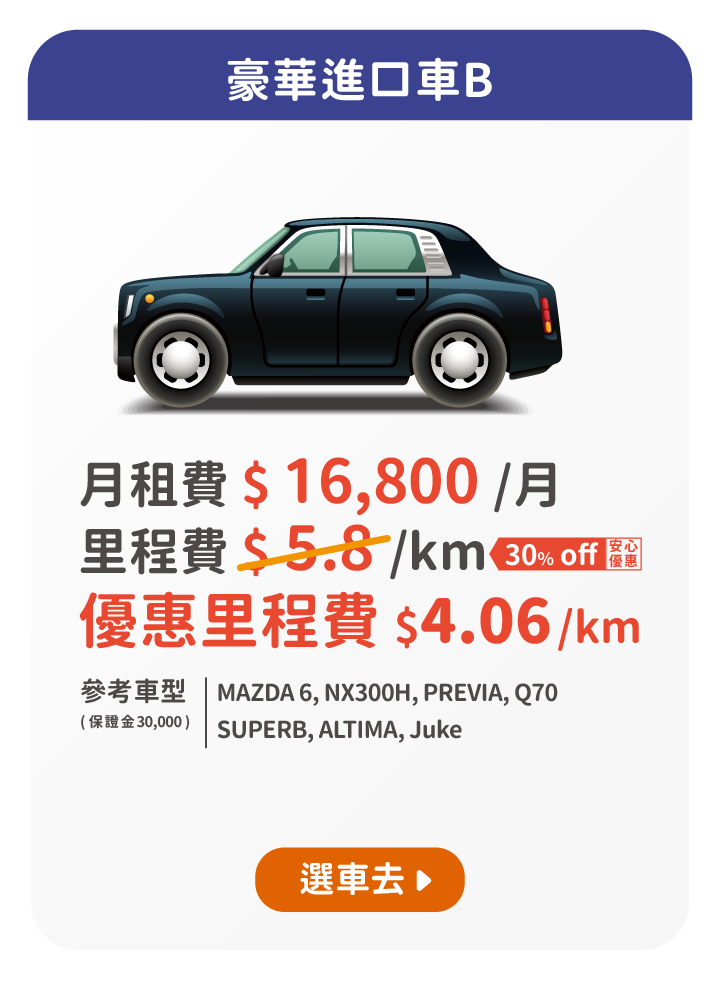 豪華進口車B
月租費 $ 16,800 /月
里程費 $ 5.8 /km 30% off 安心優惠
優惠里程費 $4.06/km
參考車型
(保證金30,000)
MAZDA 6, NX300H, PREVIA, Q70
SUPERB, ALTIMA, Juke
選車去